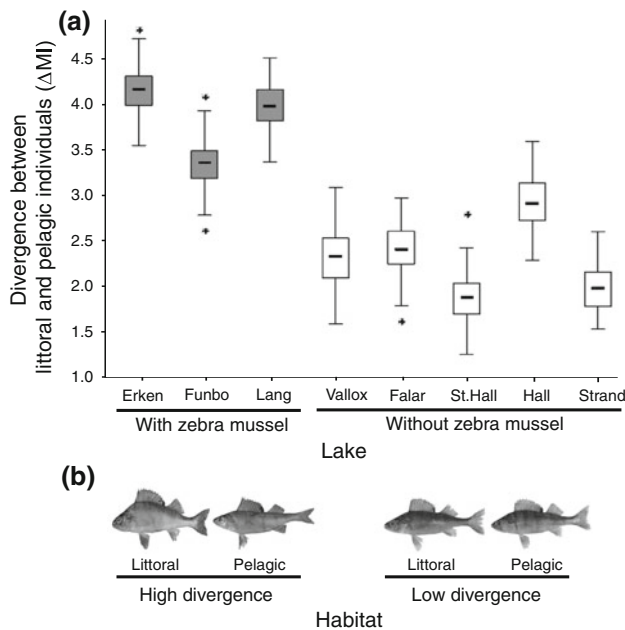 (a)
Divergence between
littoral and pelagic individuals (ΔMI)
4.5
4.0
3.5
3.0
2.5
2.0
1.5
1.0
Erken Funbo Lang Vallox Falar St.Hall Hall Strand
With zebra mussel Without zebra mussel
Lake
(b)
Littoral Pelagic Littoral Pelagic
High divergence Low divergence
Habitat